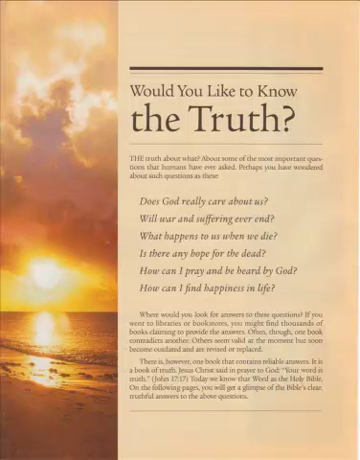 Would You Like to Know
the Truth?
THE truth about what? About some of the most important ques-
tions that humans have ever asked. Perhaps you have wondered
about such questions as these:
Does God really care about us?
Will war and suffering ever end?
What happens to us when we die?
Is there any hope for the dead?
How can I pray and be heard by God?
How can I find happiness in life?
Where would you look for answers to these questions? If you
went to libraries or bookstores, you might find thousands of
books claiming to provide the answers. Often, though, one book
contradicts another. Others seem valid at the moment but soon
become outdated and are revised or replaced.
There is, however, one book that contains reliable answers. It is
a book of truth. Jesus Christ said in prayer to God: "Your word is
truth." (John 17:17) Today we know that Word as the Holy Bible.
On the following pages, you will get a glimpse of the Bible's clear,
truthful answers to the above questions.